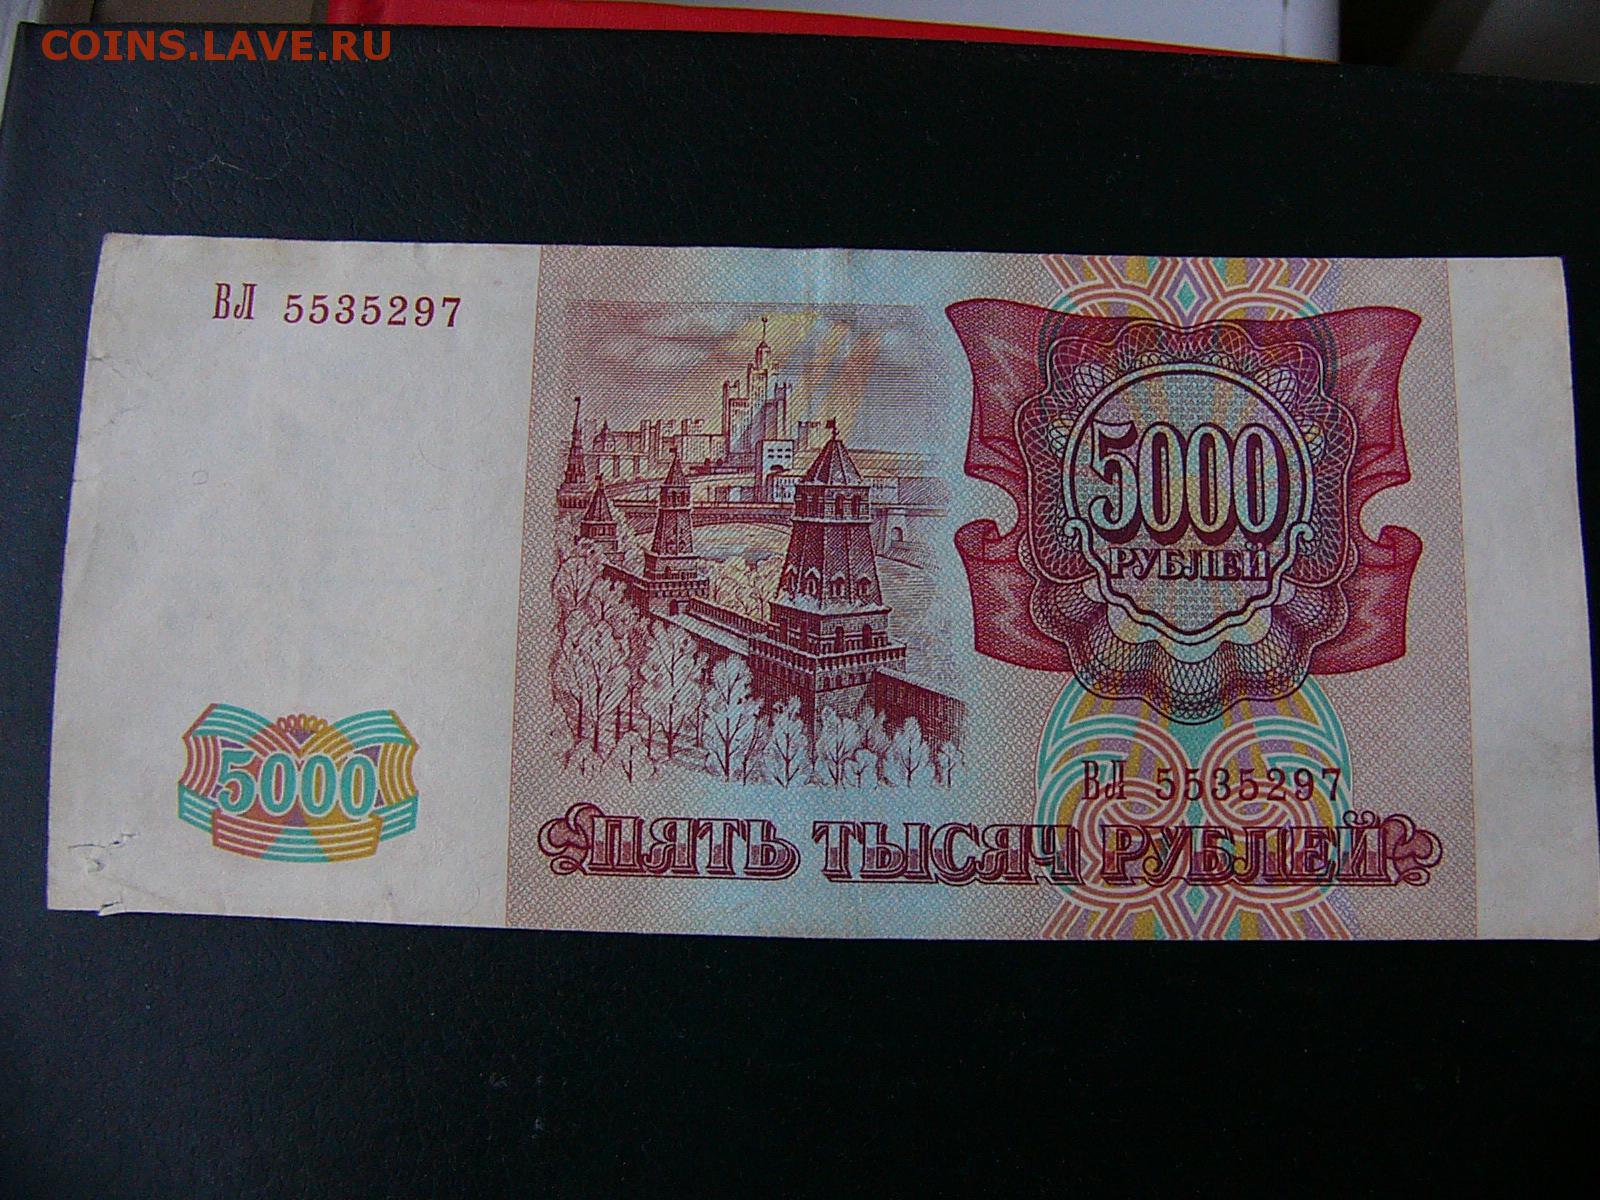 COINS.LAVE.RU
ВЛ 5535297
5000
РУБЛЕЙ
5000
ВЛ 5535297
ПЯТЬ ТЫСЯЧ РУБЛЕЙ